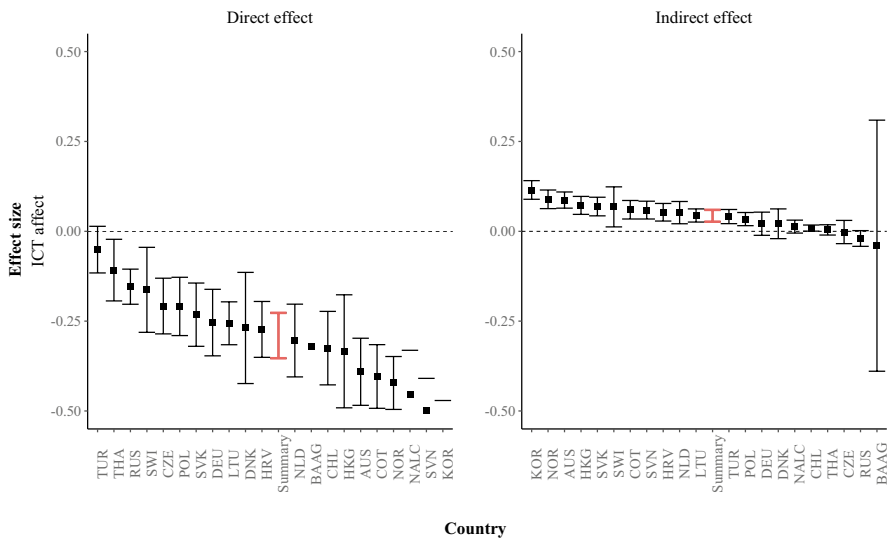 Direct effect
Indirect effect
Effect size
ICT affect
0.50
0.25
0.00
-0.25
-0.50
TUR
THA
RUS
SWI
CZE
POL
SVK
DEU
LTU
DNK
HRV
Summary
NLD
BAAG
CHL
HKG
AUS
COT
NOR
NALC
SVN
KOR
0.50
0.25
0.00
-0.25
-0.50
KOR
NOR
AUS
HKG
SVK
SWI
COT
SVN
HRV
NLD
LTU
Summary
TUR
POL
DEU
DNK
NALC
CHL
THA
CZE
RUS
BAAG
Country